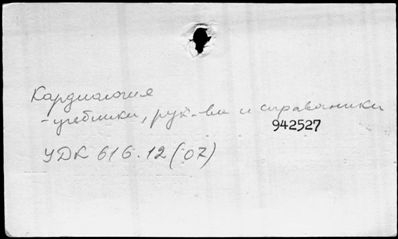 Кардиология
-учебники, рук-ва и справочники
942527
УДК 616.12(07)